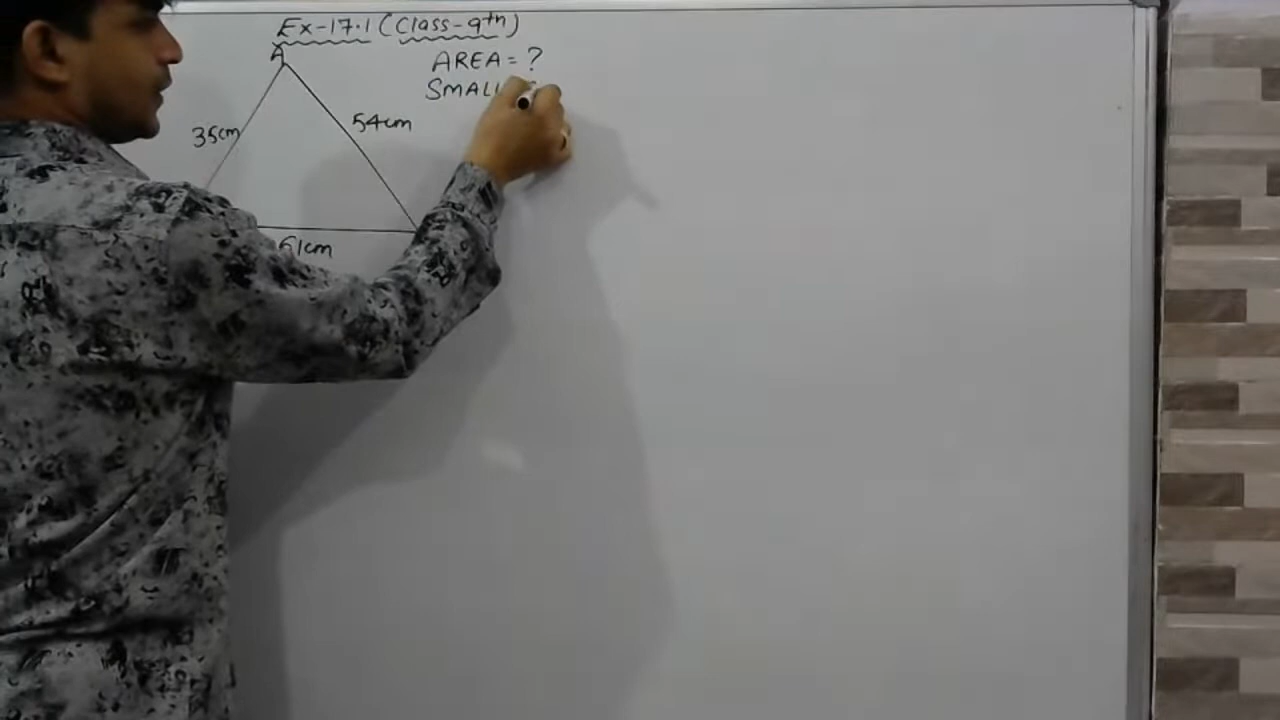 Ex-17.1 (Class-9th)
A
AREA = ?
35cm
54cm
61cm